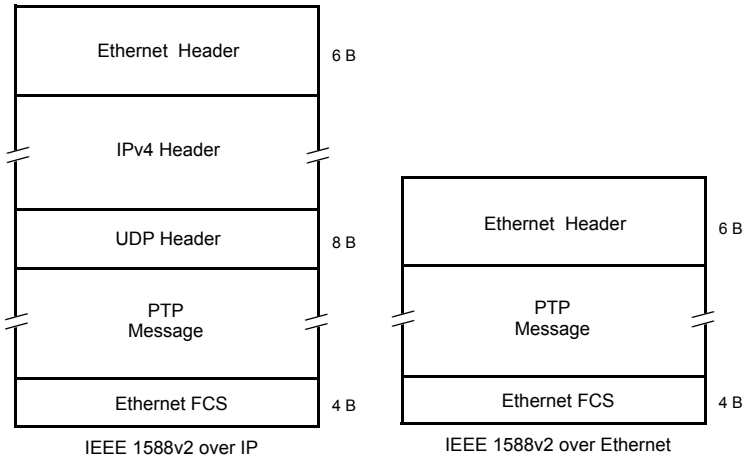 Ethernet Header
6 B
IPv4 Header
UDP Header
8 B
PTP
Message
Ethernet FCS
4 B
IEEE 1588v2 over IP
Ethernet Header
6 B
PTP
Message
Ethernet FCS
4 B
IEEE 1588v2 over Ethernet